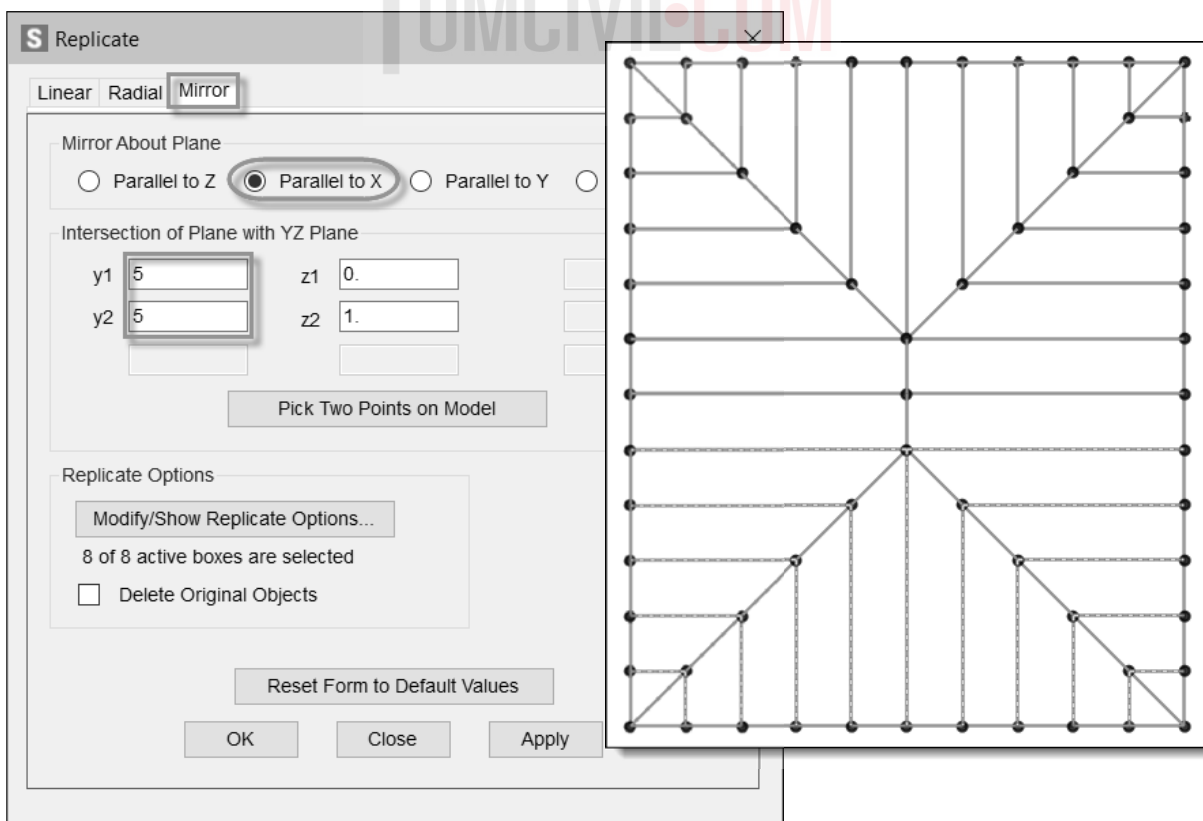 TUMCIVIL.COM
S Replicate
Linear Radial Mirror
Mirror About Plane
Parallel to Z Parallel to X Parallel to Y
Intersection of Plane with YZ Plane
y1 5 z1 0.
y2 5 z2 1.
Pick Two Points on Model
Replicate Options
Modify/Show Replicate Options...
8 of 8 active boxes are selected
Delete Original Objects
Reset Form to Default Values
OK Close Apply